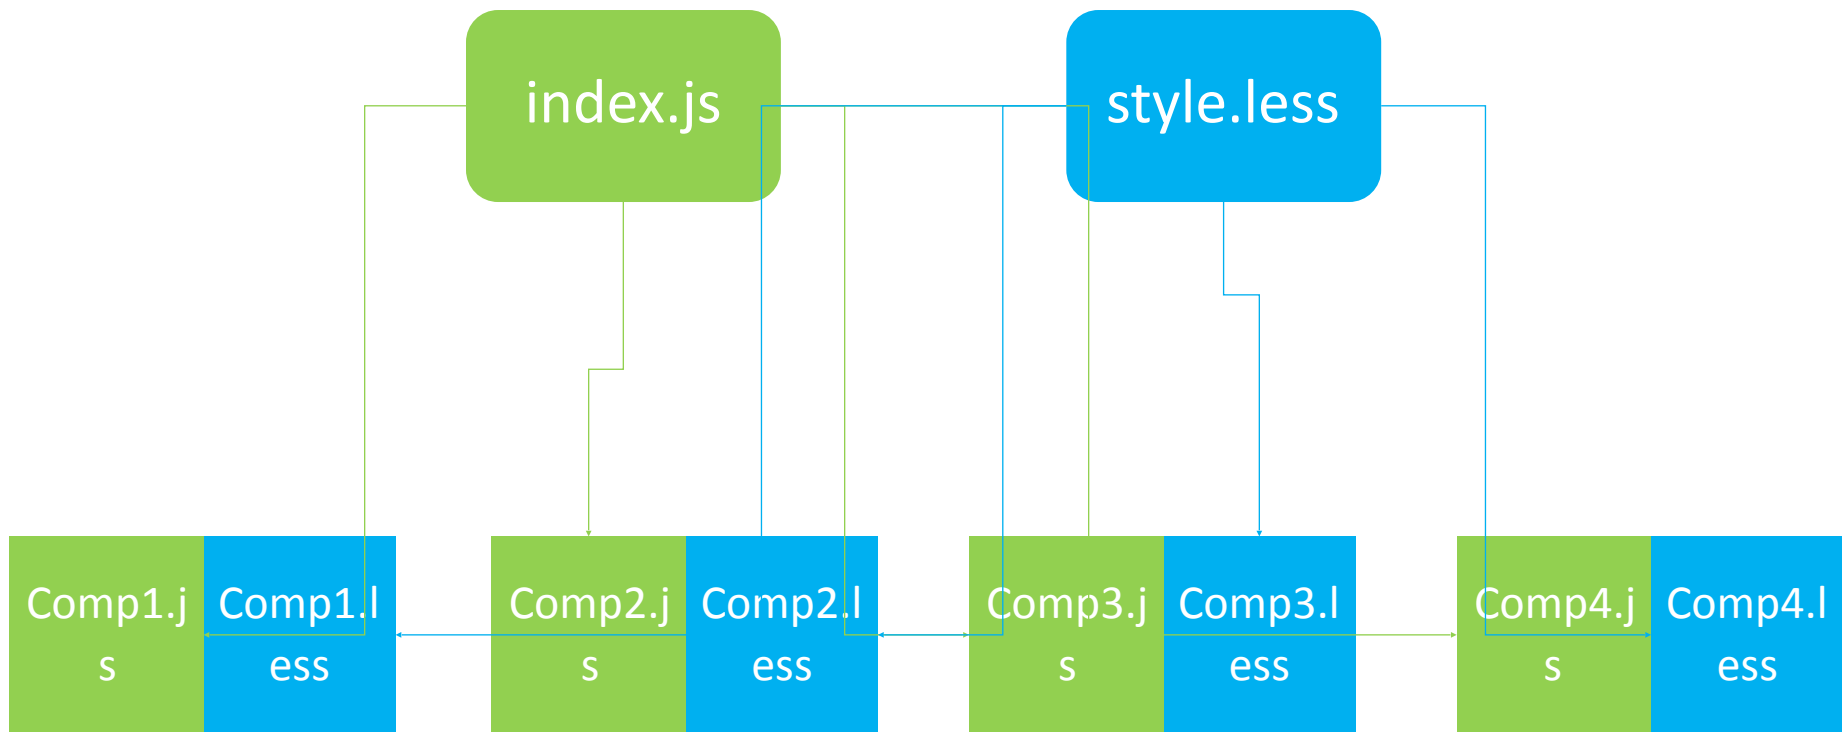 index.js
style.less
Comp1.j
s
Comp1.l
ess
Comp2.j
s
Comp2.l
ess
Comp3.j
s
Comp3.l
ess
Comp4.j
s
Comp4.l
ess